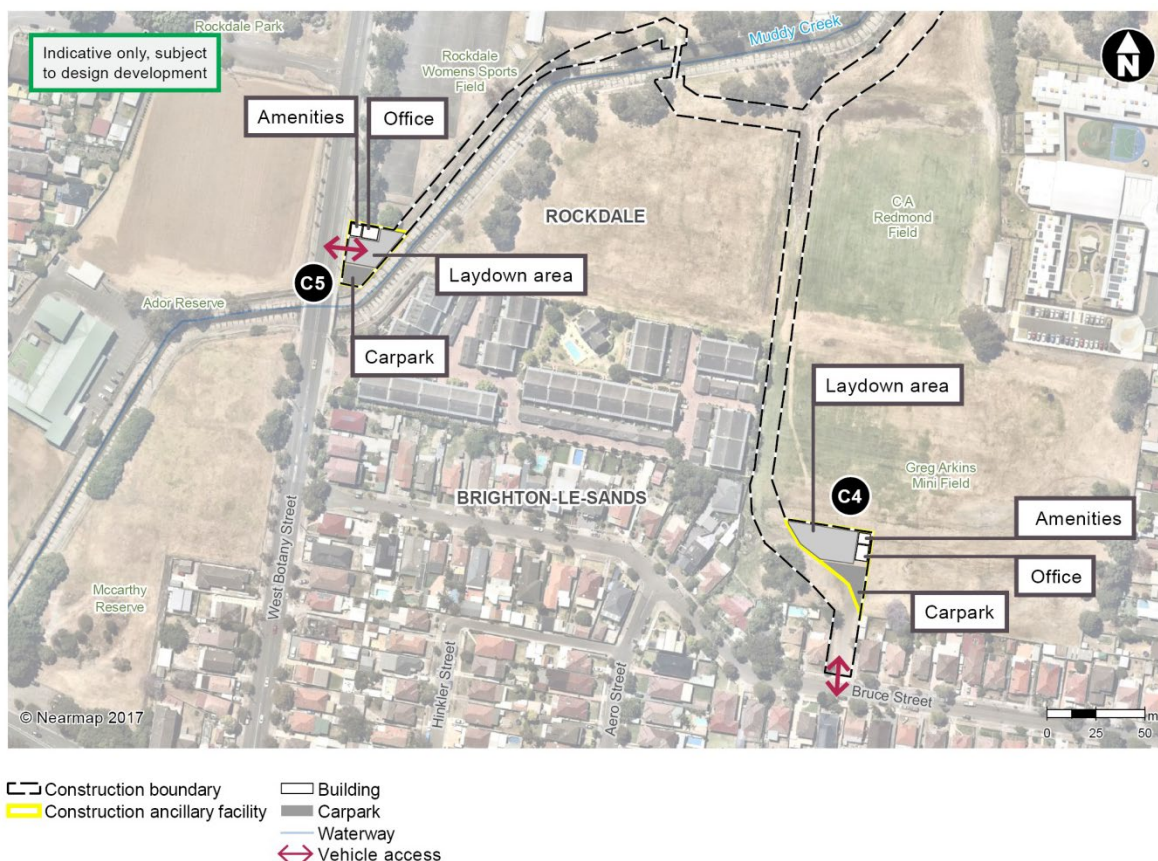 Rockdale Park
Indicative only, subject
to design development
Rockdale
Womens Sports
Field
Muddy Creek
N
Amenities
Office
ROCKDALE
C A
Redmond
Field
C5
Laydown area
Ador Reserve
Carpark
Laydown area
Greg Arkins
Mini Field
BRIGHTON-LE-SANDS
C4
Amenities
Office
Carpark
West Botany Street
Mccarthy
Reserve
Hinkler Street
Aero Street
Bruce Street
© Nearmap 2017
0 25 50 m
Construction boundary
Construction ancillary facility
Building
Carpark
Waterway
Vehicle access